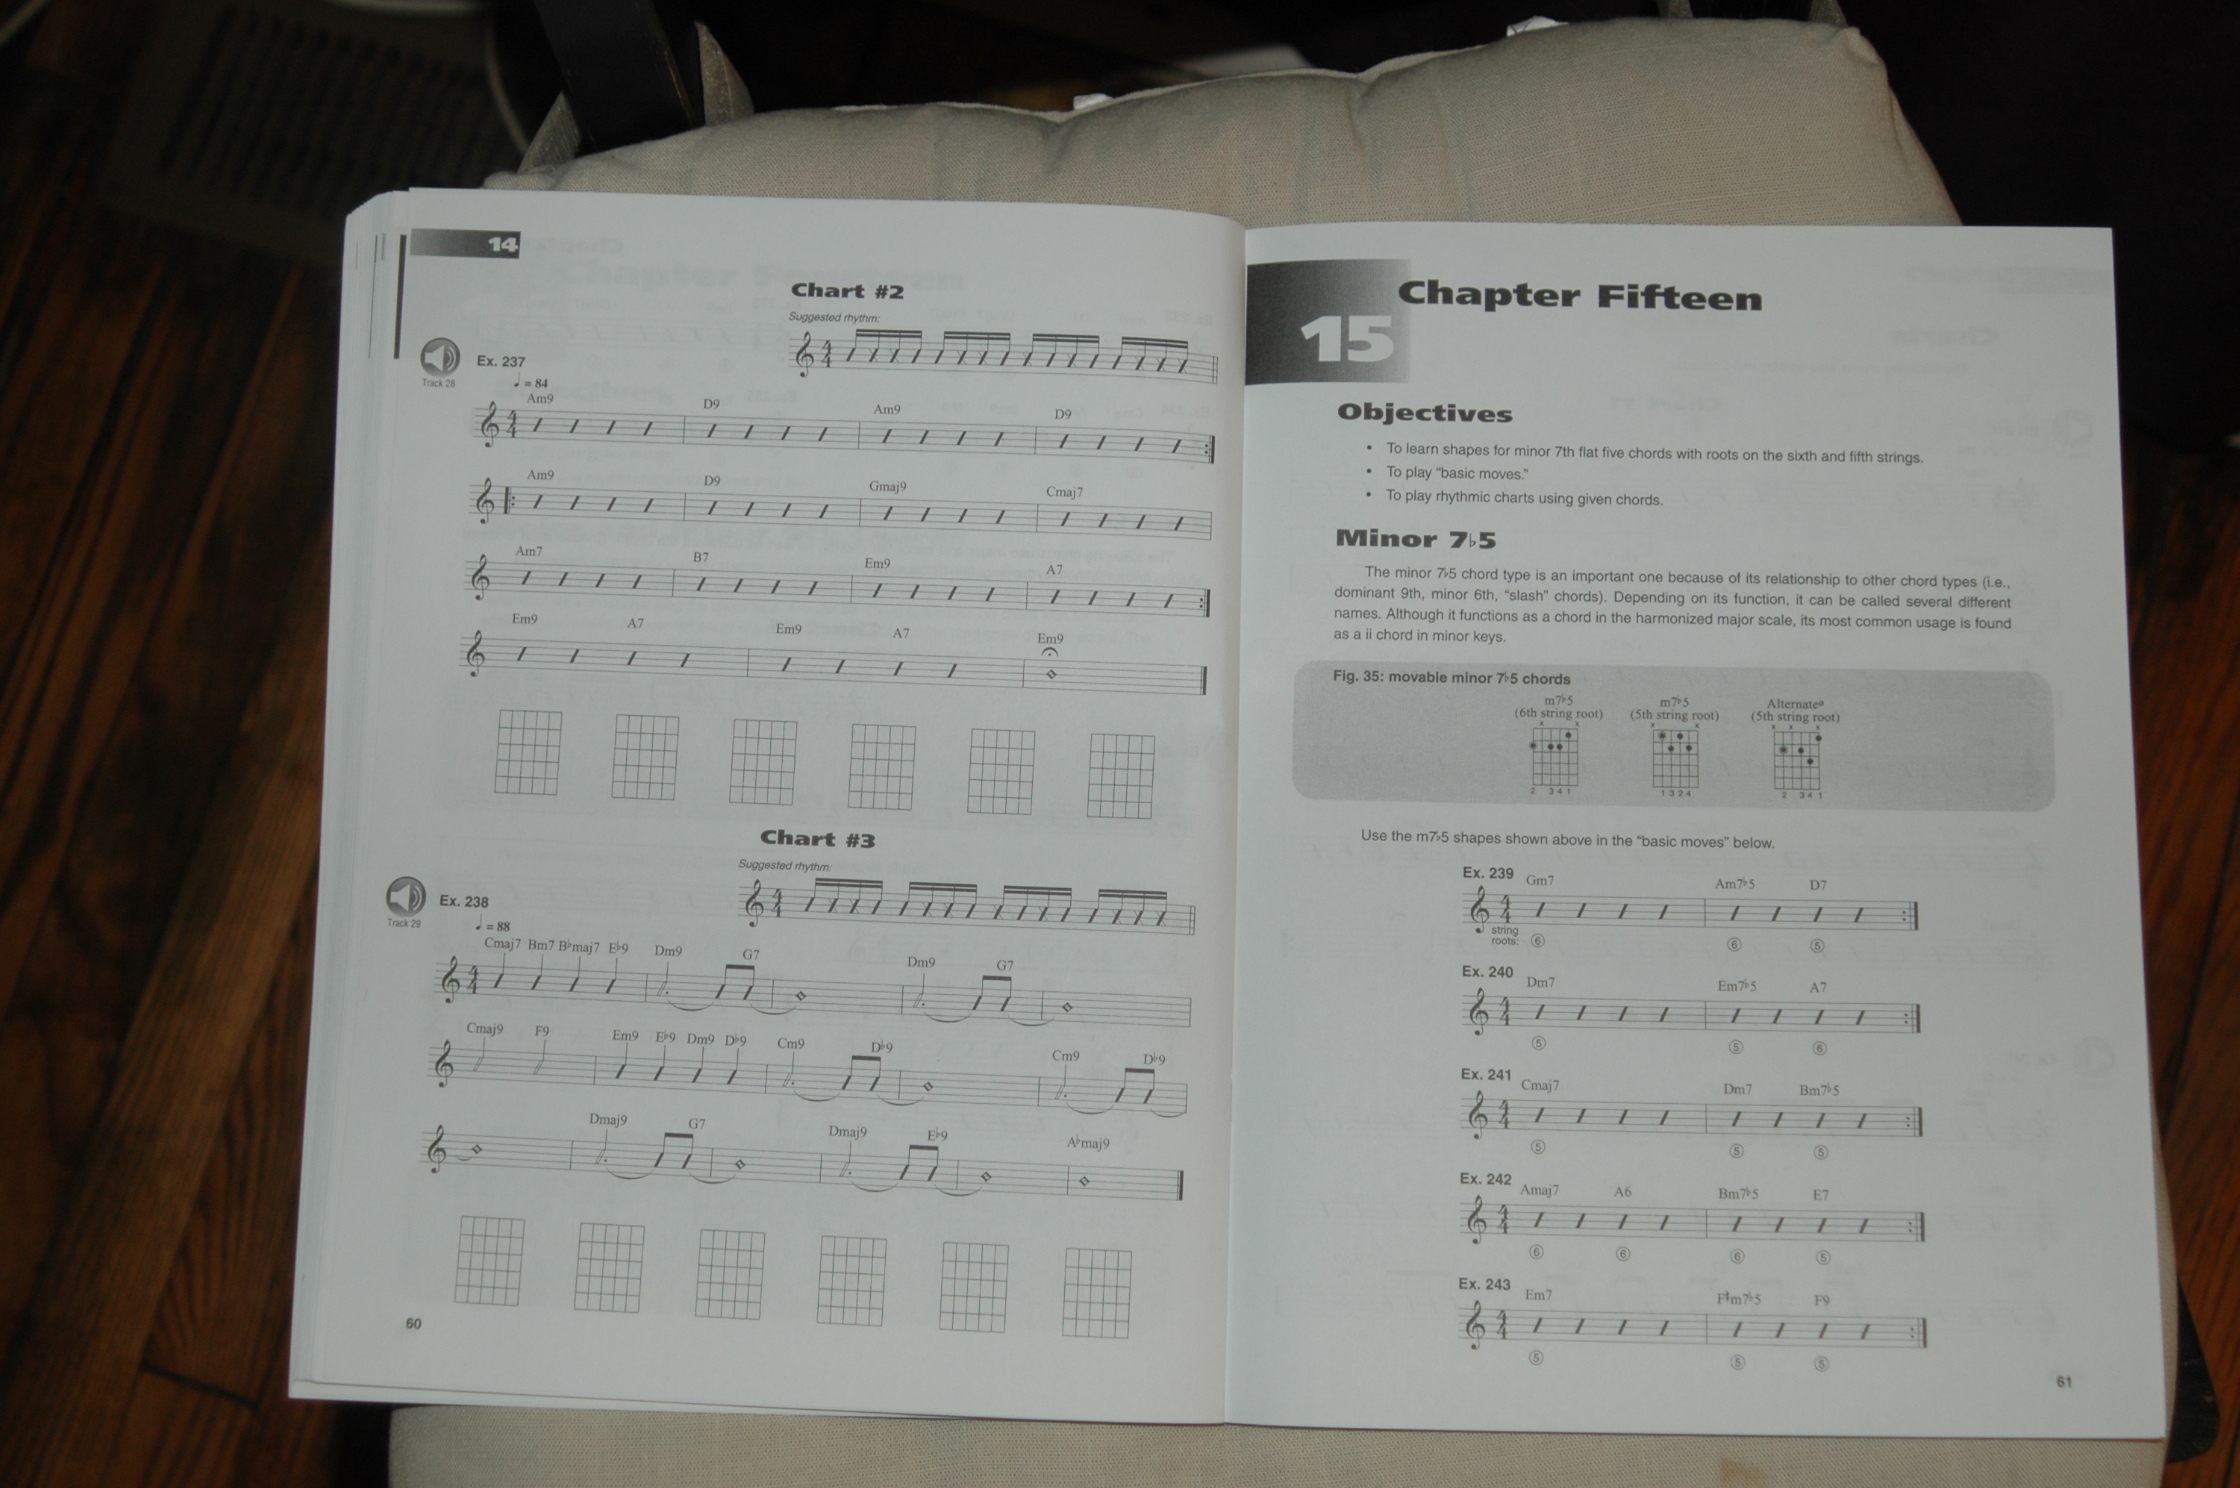 14
Chart #2
Suggested rhythm:
Track 28
Ex. 237
♩ = 84
Am9 D9 Am9 D9
Am9 D9 Gmaj9 Cmaj7
Am7 B7 Em9 A7
Em9 A7 Em9 A7 Em9
Chart #3
Suggested rhythm:
Track 29
Ex. 238
♩ = 88
Cmaj7 Bm7 B♭maj7 E♭9 Dm9 G7 Dm9 G7
Cmaj9 F9 Em9 E♭9 Dm9 D♭9 Cm9 D♭9 Cm9 D♭9
Dmaj9 G7 Dmaj9 E♭9 A♭maj9
60
15
Chapter Fifteen
Objectives
• To learn shapes for minor 7th flat five chords with roots on the sixth and fifth strings.
• To play “basic moves.”
• To play rhythmic charts using given chords.
Minor 7♭5
The minor 7♭5 chord type is an important one because of its relationship to other chord types (i.e.,
dominant 9th, minor 6th, “slash” chords). Depending on its function, it can be called several different
names. Although it functions as a chord in the harmonized major scale, its most common usage is found
as a ii chord in minor keys.
Fig. 35: movable minor 7♭5 chords
m7♭5 m7♭5 Alternate
(6th string root) (5th string root) (5th string root)
x x x x x x x
2 3 4 1 1 3 2 4 2 3 4 1
Use the m7♭5 shapes shown above in the “basic moves” below.
Ex. 239
Gm7 Am7♭5 D7
string
roots: ⑥ ⑥ ⑤
Ex. 240
Dm7 Em7♭5 A7
⑤ ⑤ ⑥
Ex. 241
Cmaj7 Dm7 Bm7♭5
⑤ ⑤ ⑤
Ex. 242
Amaj7 A6 Bm7♭5 E7
⑥ ⑥ ⑥ ⑤
Ex. 243
Em7 F♯m7♭5 F9
⑤ ⑤ ⑤
61